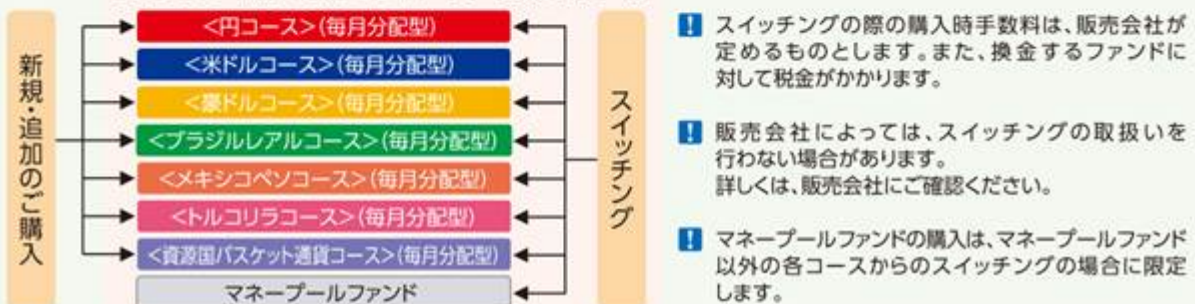 新規・追加のご購入
<円コース>(毎月分配型)
<米ドルコース>(毎月分配型)
<豪ドルコース>(毎月分配型)
<ブラジルレアルコース>(毎月分配型)
<メキシコペソコース>(毎月分配型)
<トルコリラコース>(毎月分配型)
<資源国バスケット通貨コース>(毎月分配型)
マネープールファンド
スイッチング
! スイッチングの際の購入時手数料は、販売会社が
定めるものとします。また、換金するファンドに
対して税金がかかります。
! 販売会社によっては、スイッチングの取扱いを
行わない場合があります。
詳しくは、販売会社にご確認ください。
! マネープールファンドの購入は、マネープールファンド
以外の各コースからのスイッチングの場合に限定
します。